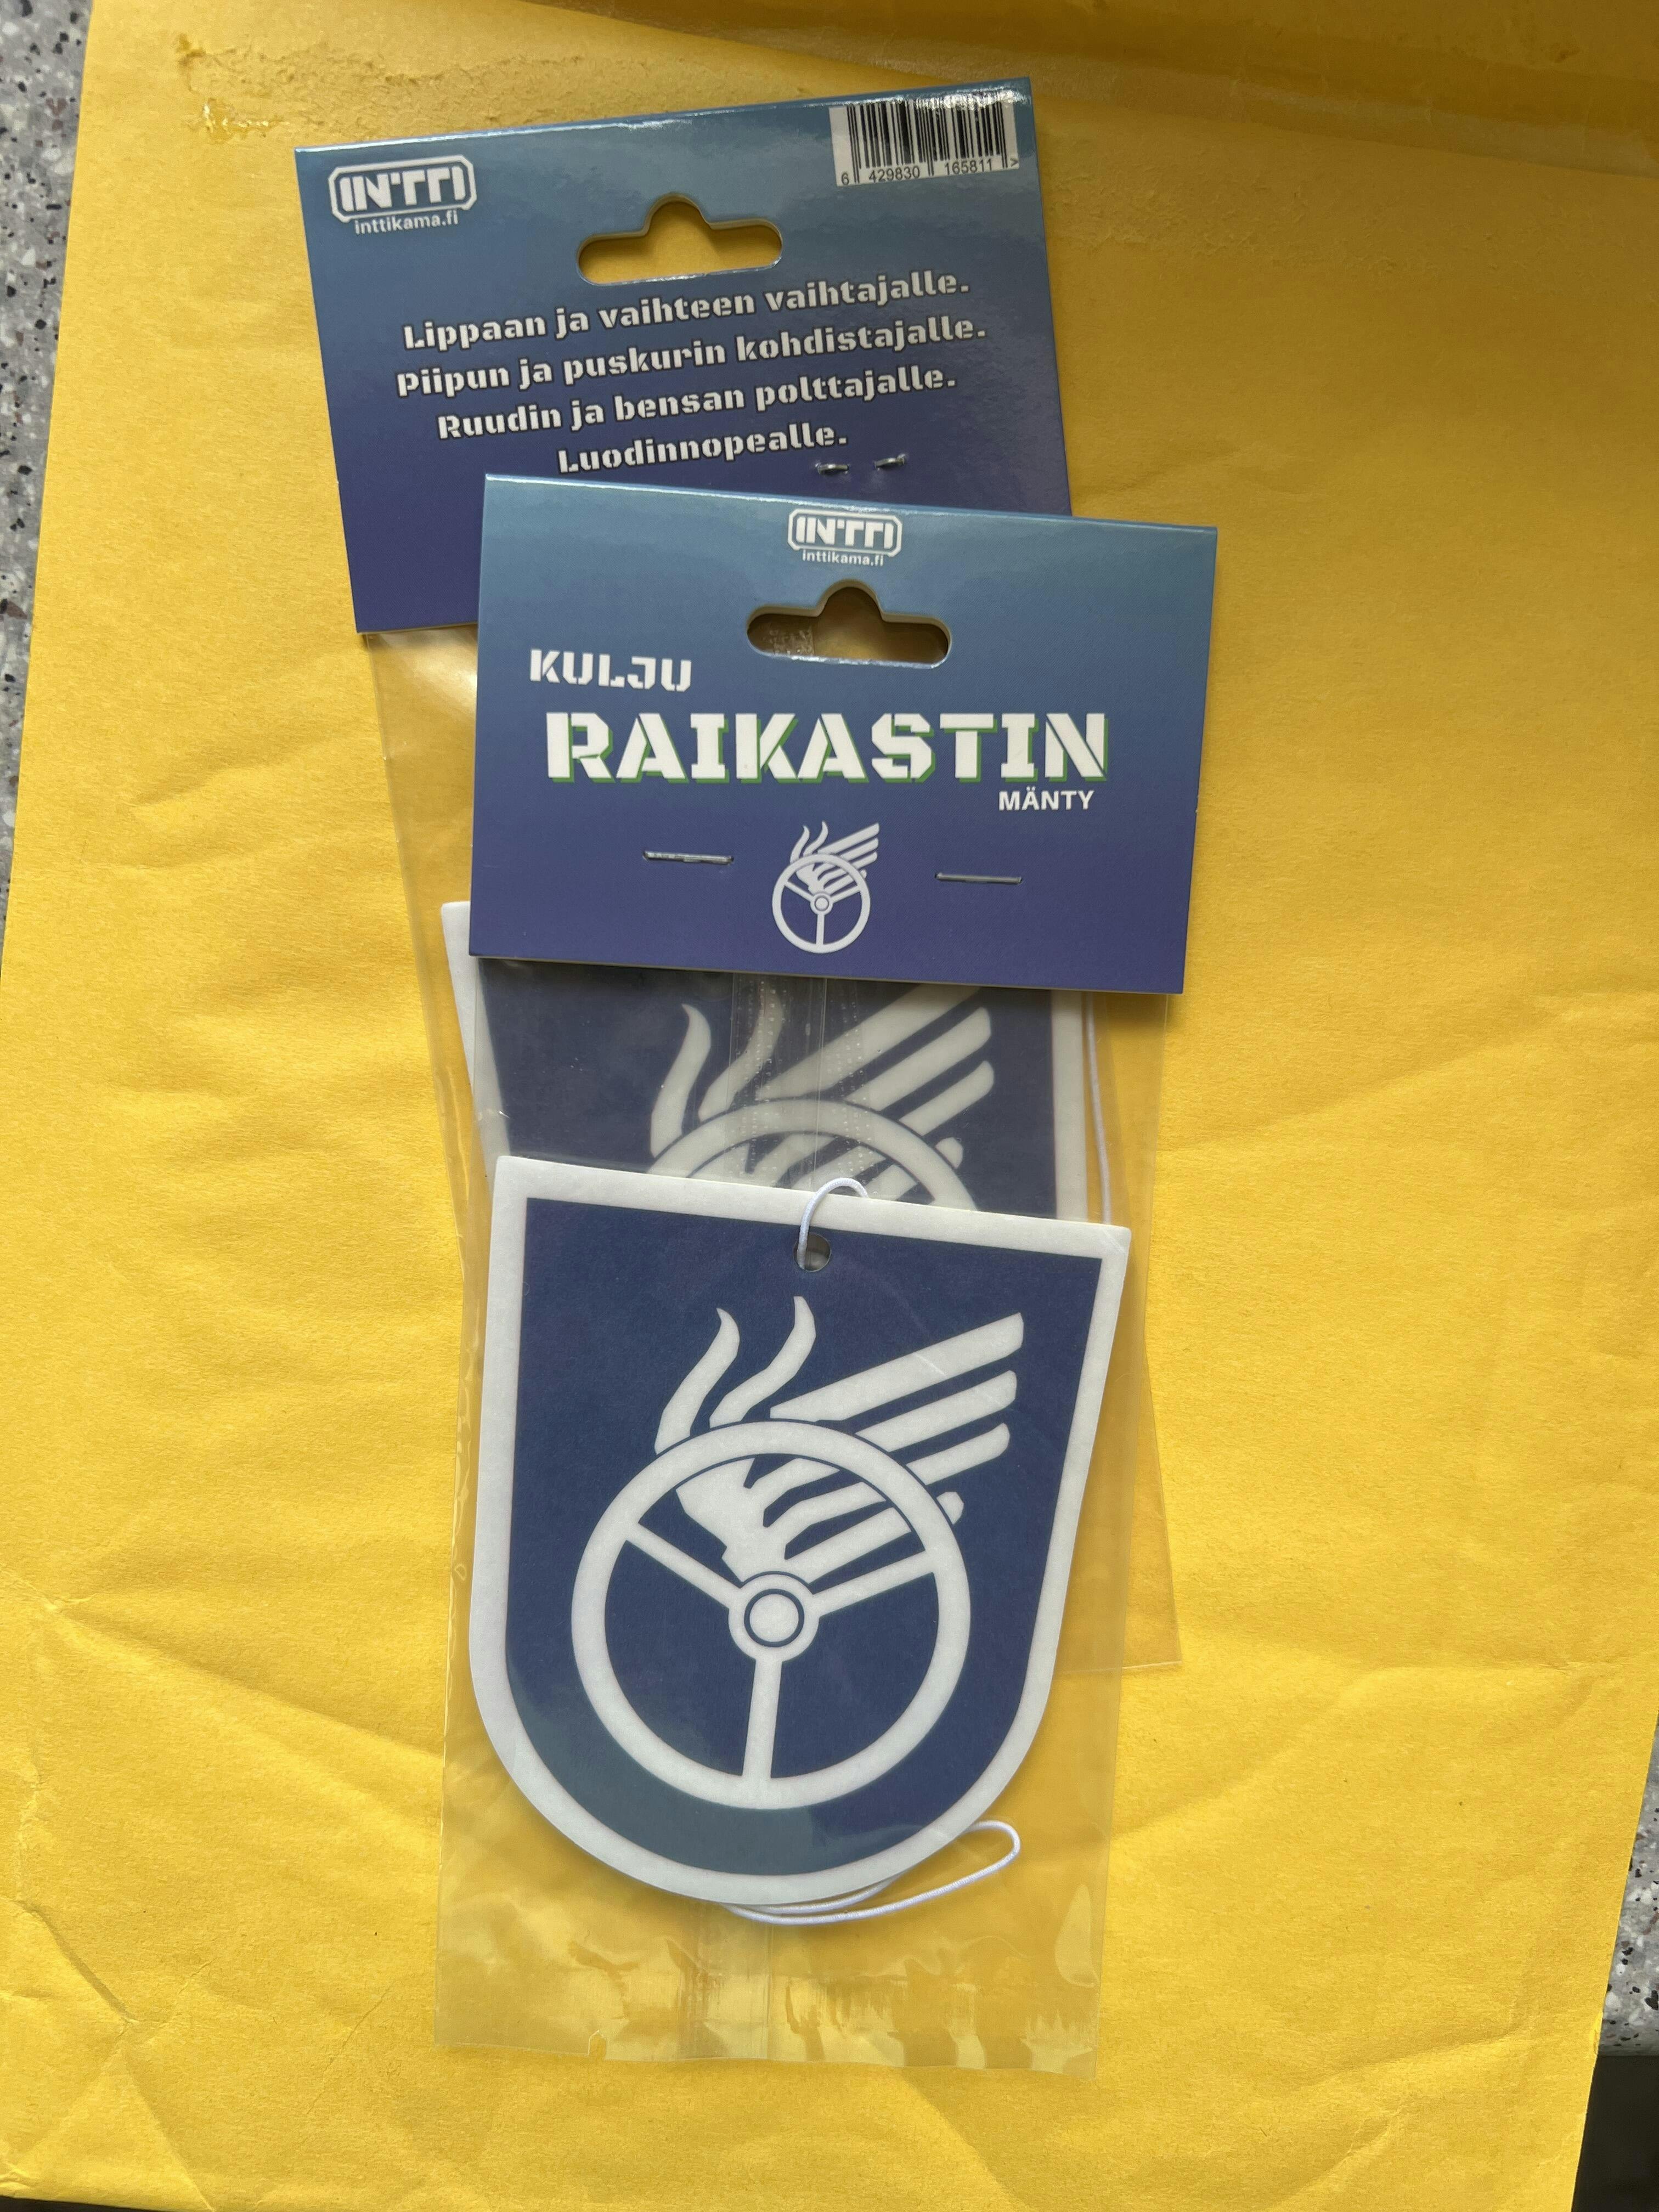 INTTI
inttikama.fi
6 429830 165811 >
Lippaan ja vaihteen vaihtajalle.
Piipun ja puskurin kohdistajalle.
Ruudin ja bensan polttajalle.
Luodinnopealle.
INTTI
inttikama.fi
KULJU
RAIKASTIN
MÄNTY